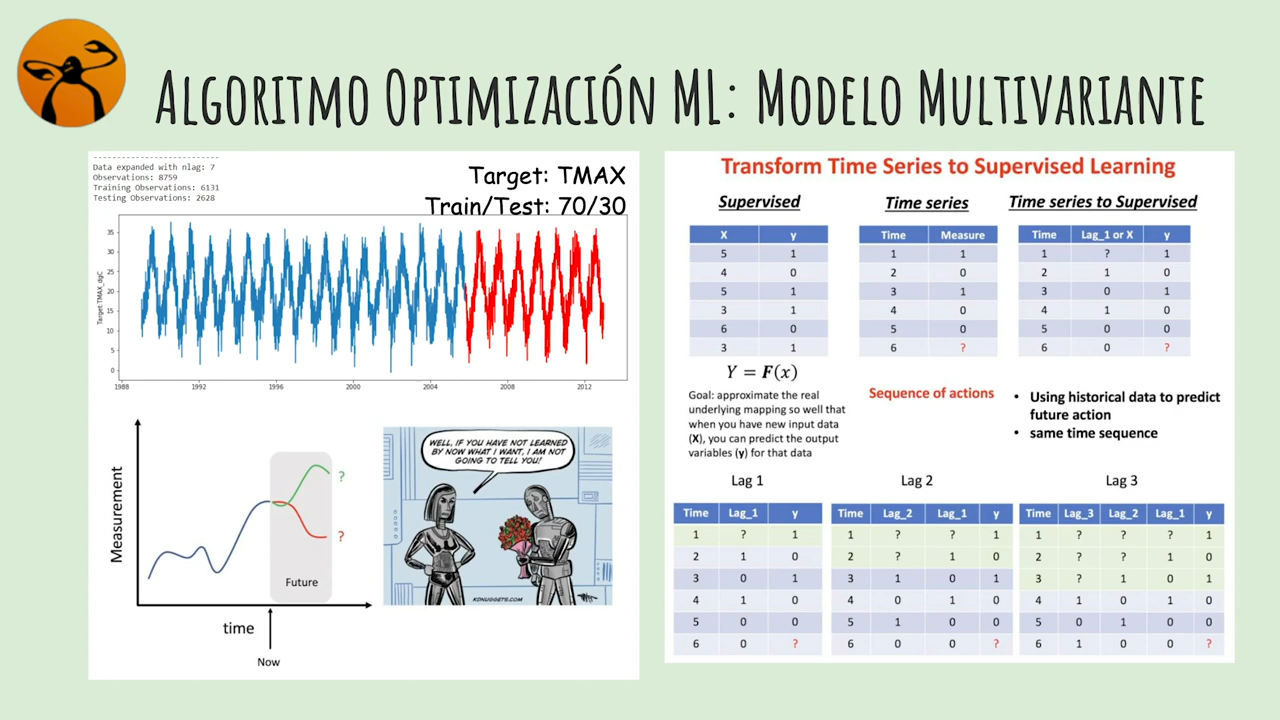 ALGORITMO OPTIMIZACIÓN ML: MODELO MULTIVARIANTE
----------------------------
Data expanded with nlag: 7
Observations: 8759
Training Observations: 6131
Testing Observations: 2628
Target: TMAX
Train/Test: 70/30
Target:TMAX_dgC
35
30
25
20
15
10
5
0
1988 1992 1996 2000 2004 2008 2012
Measurement
?
?
Future
time
Now
WELL, IF YOU HAVE NOT LEARNED
BY NOW WHAT I WANT, I AM NOT
GOING TO TELL YOU!
KDNUGGETS.COM
Transform Time Series to Supervised Learning
Supervised
X y
5 1
4 0
5 1
3 1
6 0
3 1
Y = F(x)
Goal: approximate the real
underlying mapping so well that
when you have new input data
(X), you can predict the output
variables (y) for that data
Time series
Time Measure
1 1
2 0
3 1
4 0
5 0
6 ?
Sequence of actions
Time series to Supervised
Time Lag_1 or X y
1 ? 1
2 1 0
3 0 1
4 1 0
5 0 0
6 0 ?
• Using historical data to predict
future action
• same time sequence
Lag 1
Time Lag_1 y
1 ? 1
2 1 0
3 0 1
4 1 0
5 0 0
6 0 ?
Lag 2
Time Lag_2 Lag_1 y
1 ? ? 1
2 ? 1 0
3 1 0 1
4 0 1 0
5 1 0 0
6 0 0 ?
Lag 3
Time Lag_3 Lag_2 Lag_1 y
1 ? ? ? 1
2 ? ? 1 0
3 ? 1 0 1
4 1 0 1 0
5 0 1 0 0
6 1 0 0 ?